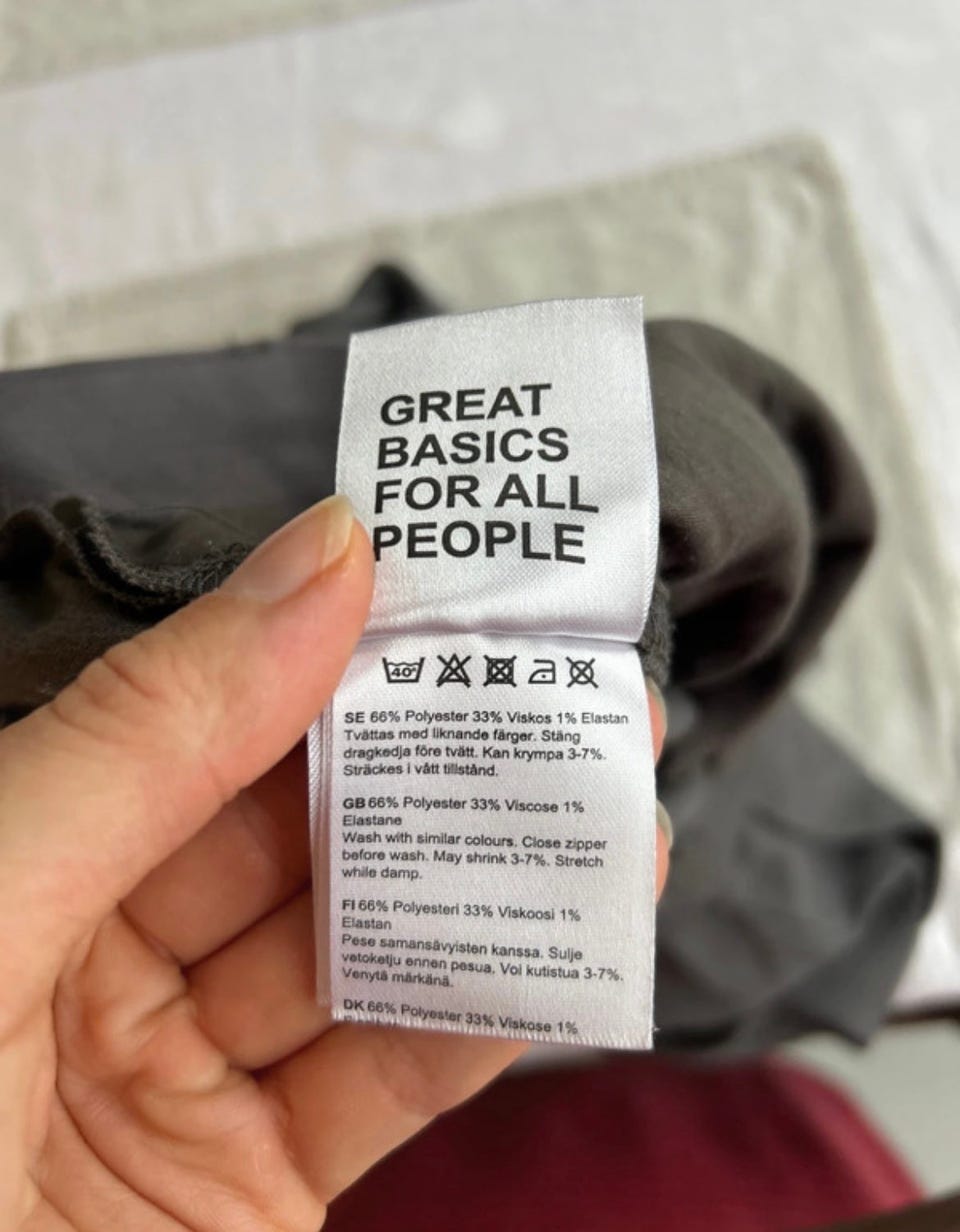 GREAT
BASICS
FOR ALL
PEOPLE
40°
SE 66% Polyester 33% Viskos 1% Elastan
Tvättas med liknande färger. Stäng
dragkedja före tvätt. Kan krympa 3-7%.
Sträckes i vått tillstånd.
GB 66% Polyester 33% Viscose 1%
Elastane
Wash with similar colours. Close zipper
before wash. May shrink 3-7%. Stretch
while damp.
FI 66% Polyesteri 33% Viskoosi 1%
Elastan
Pese samansävyisten kanssa. Sulje
vetoketju ennen pesua. Voi kutistua 3-7%.
Venytä märkänä.
DK 66% Polyester 33% Viskose 1%